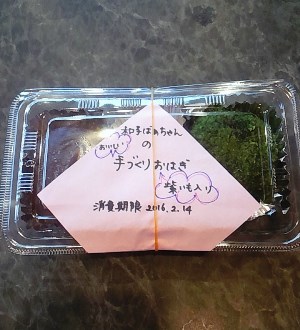 和子ばあちゃん
おいしい
の
手づくりおはぎ
紫いも入り
消費期限 2016.2.14